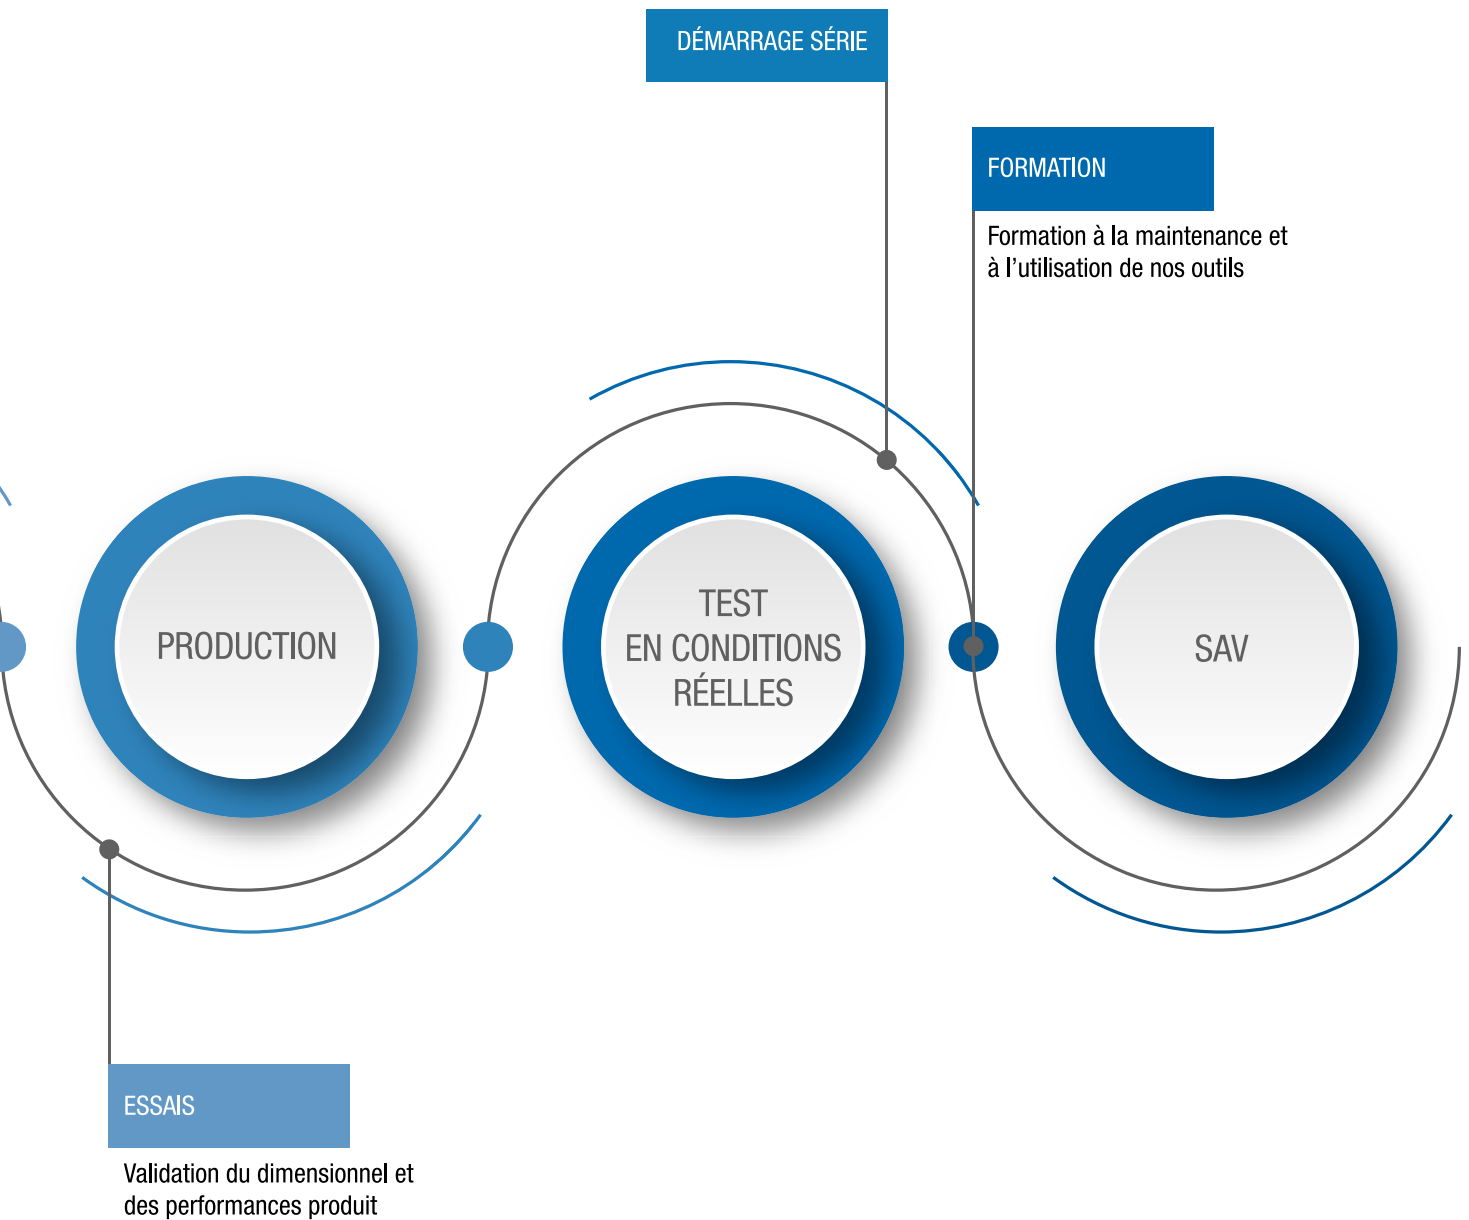 DÉMARRAGE SÉRIE
FORMATION
Formation à la maintenance et
à l'utilisation de nos outils
PRODUCTION
TEST
EN CONDITIONS
RÉELLES
SAV
ESSAIS
Validation du dimensionnel et
des performances produit